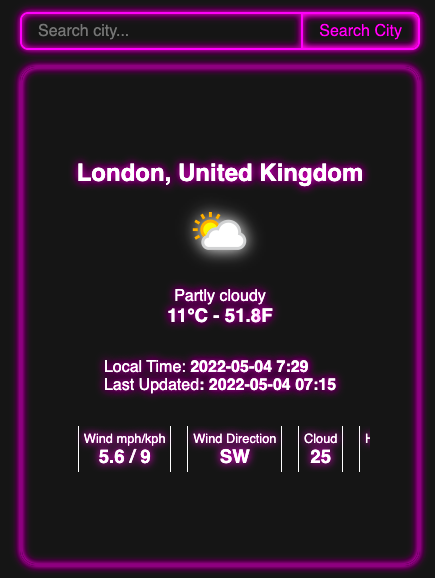 Search city...
Search City
London, United Kingdom
Partly cloudy
11°C - 51.8F
Local Time: 2022-05-04 7:29
Last Updated: 2022-05-04 07:15
Wind mph/kph
5.6 / 9
Wind Direction
SW
Cloud
25